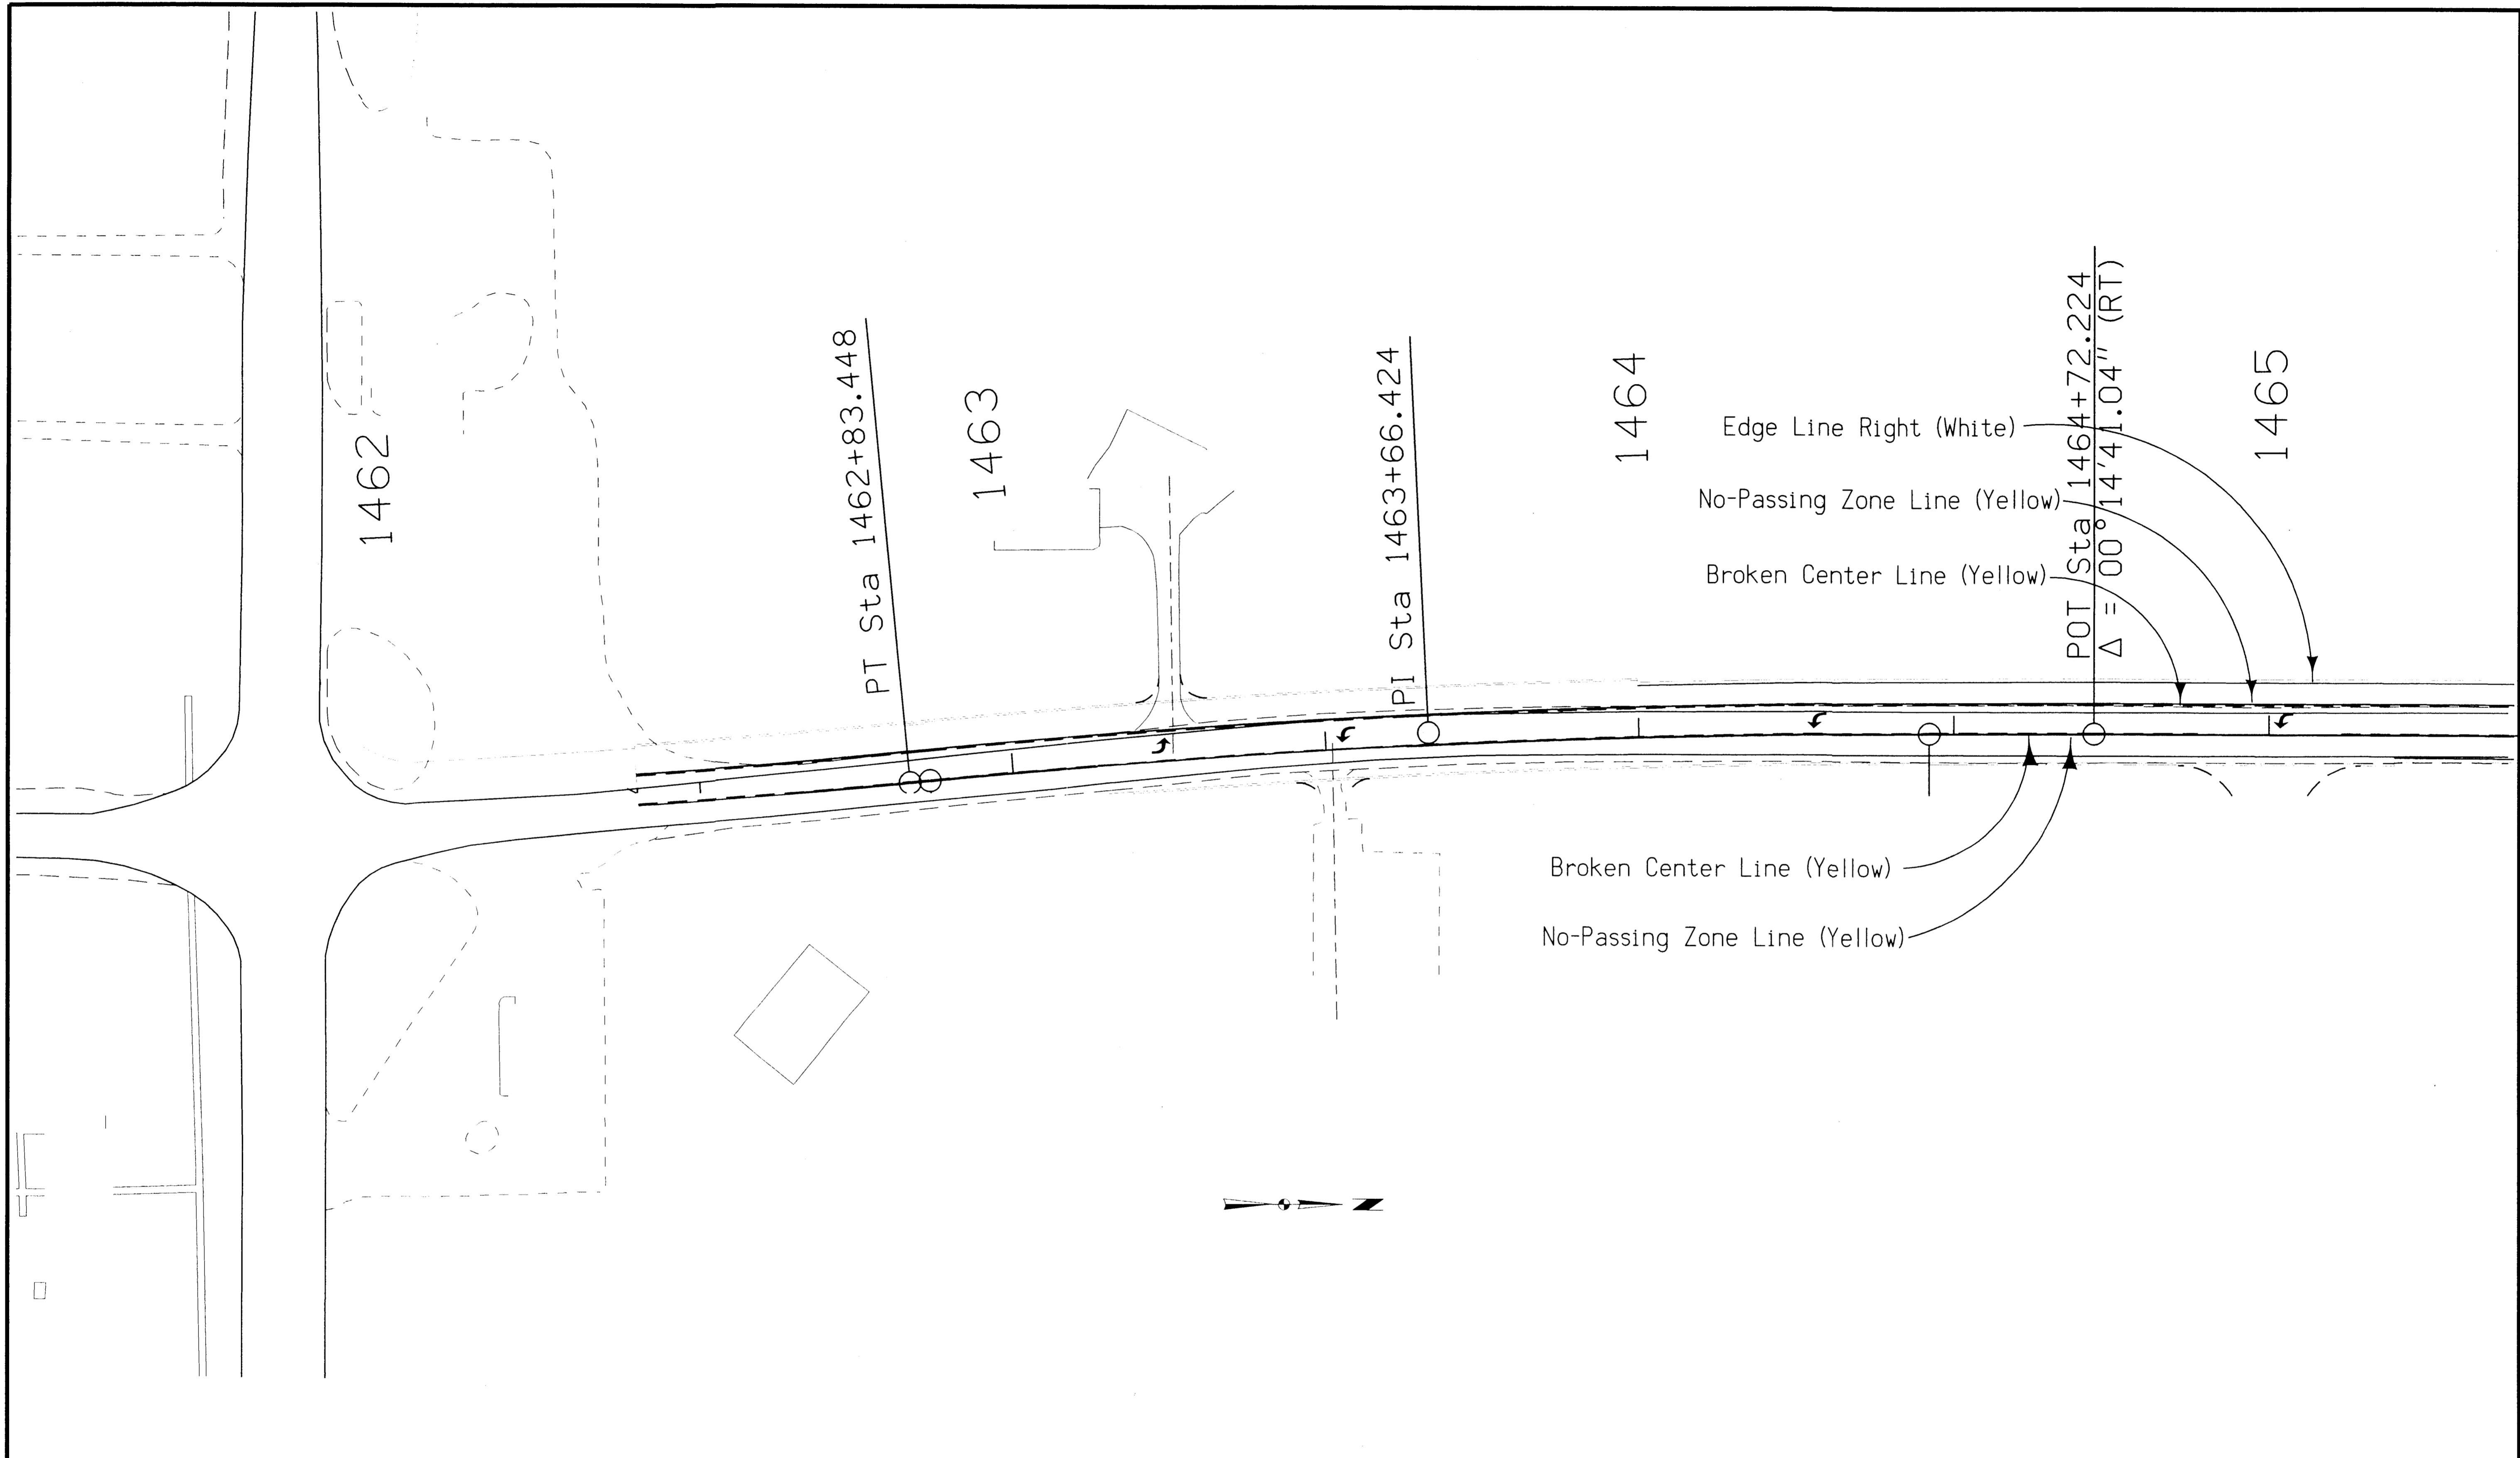 1462
PT Sta 1462+83.448
1463
PI Sta 1463+66.424
1464
POT Sta 1464+72.224
Δ = 00°14'41.04" (RT)
1465
Edge Line Right (White)
No-Passing Zone Line (Yellow)
Broken Center Line (Yellow)
Broken Center Line (Yellow)
No-Passing Zone Line (Yellow)
N